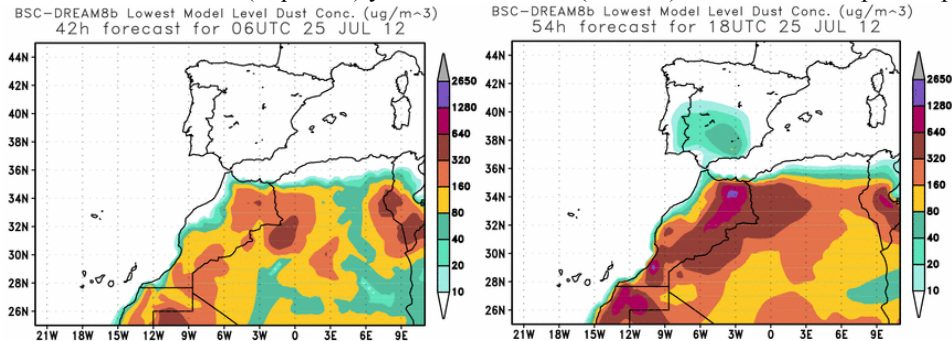 BSC-DREAM8b Lowest Model Level Dust Conc. (ug/m^3)
42h forecast for 06UTC 25 JUL 12
44N
42N
40N
38N
36N
34N
32N
30N
28N
26N
21W 18W 15W 12W 9W 6W 3W 0 3E 6E 9E
2650
1280
640
320
160
80
40
20
10
BSC-DREAM8b Lowest Model Level Dust Conc. (ug/m^3)
54h forecast for 18UTC 25 JUL 12
44N
42N
40N
38N
36N
34N
32N
30N
28N
26N
21W 18W 15W 12W 9W 6W 3W 0 3E 6E 9E
2650
1280
640
320
160
80
40
20
10